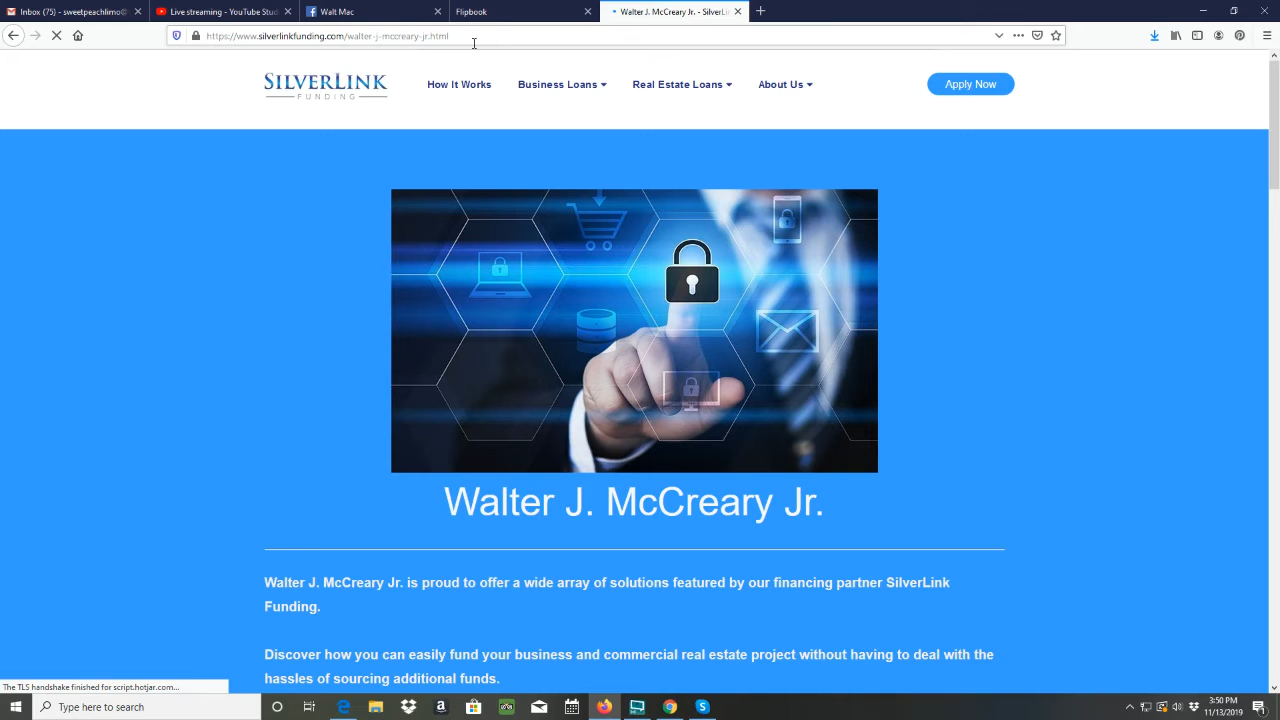 Inbox (75) - sweetpeachlimo@
Live streaming - YouTube Stud
Walt Mac
Flipbook
Walter J. McCreary Jr. - SilverLin
https://www.silverlinkfunding.com/walter-j-mccreary-jr.html
SILVERLINK
FUNDING
How It Works
Business Loans
Real Estate Loans
About Us
Apply Now
Walter J. McCreary Jr.
Walter J. McCreary Jr. is proud to offer a wide array of solutions featured by our financing partner SilverLink
Funding.
Discover how you can easily fund your business and commercial real estate project without having to deal with the
hassles of sourcing additional funds.
The TLS handshake finished for script.hotjar.com...
Type here to search
3:50 PM
11/13/2019